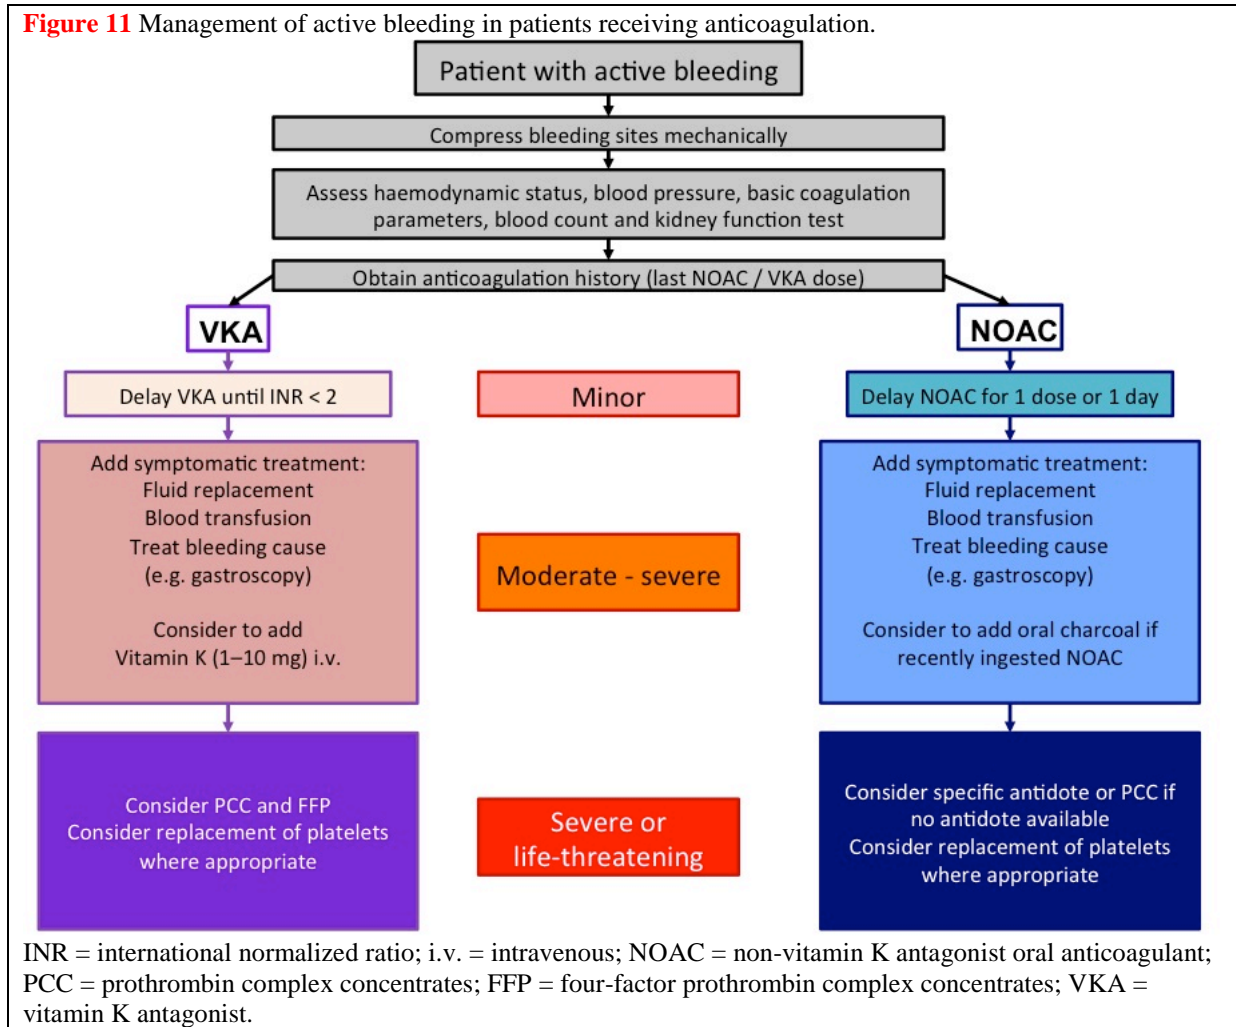 Figure 11 Management of active bleeding in patients receiving anticoagulation.
Patient with active bleeding
Compress bleeding sites mechanically
Assess haemodynamic status, blood pressure, basic coagulation
parameters, blood count and kidney function test
Obtain anticoagulation history (last NOAC / VKA dose)
VKA
NOAC
Delay VKA until INR < 2
Minor
Delay NOAC for 1 dose or 1 day
Add symptomatic treatment:
Fluid replacement
Blood transfusion
Treat bleeding cause
(e.g. gastroscopy)
Consider to add
Vitamin K (1–10 mg) i.v.
Moderate - severe
Add symptomatic treatment:
Fluid replacement
Blood transfusion
Treat bleeding cause
(e.g. gastroscopy)
Consider to add oral charcoal if
recently ingested NOAC
Consider PCC and FFP
Consider replacement of platelets
where appropriate
Severe or
life-threatening
Consider specific antidote or PCC if
no antidote available
Consider replacement of platelets
where appropriate
INR = international normalized ratio; i.v. = intravenous; NOAC = non-vitamin K antagonist oral anticoagulant;
PCC = prothrombin complex concentrates; FFP = four-factor prothrombin complex concentrates; VKA =
vitamin K antagonist.